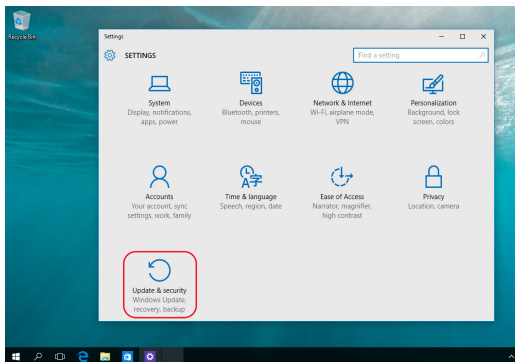 Recycle Bin
Settings
SETTINGS
Find a setting
System
Display, notifications,
apps, power
Devices
Bluetooth, printers,
mouse
Network & Internet
Wi-Fi, airplane mode,
VPN
Personalization
Background, lock
screen, colors
Accounts
Your account, sync
settings, work, family
Time & language
Speech, region, date
Ease of Access
Narrator, magnifier,
high contrast
Privacy
Location, camera
Update & security
Windows Update,
recovery, backup